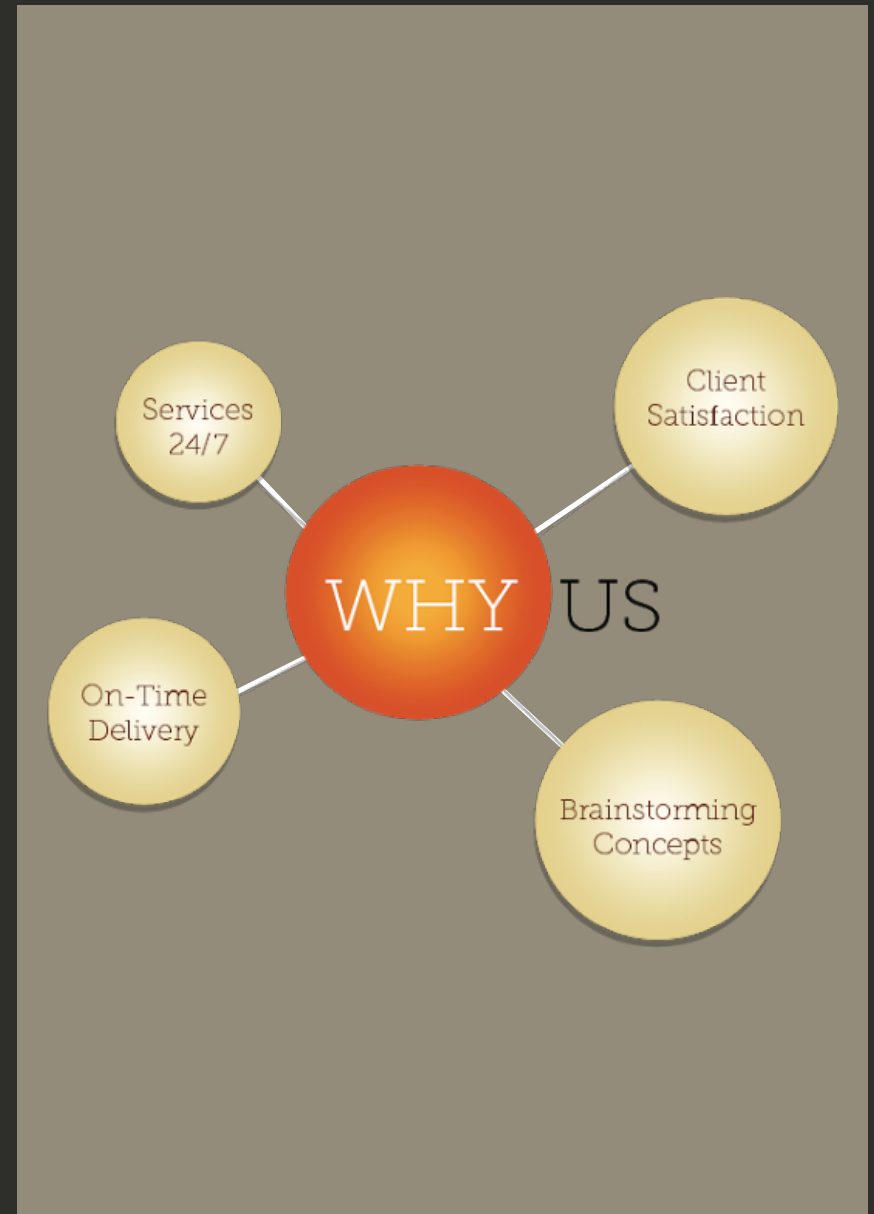 Services
24/7
Client
Satisfaction
WHY US
On-Time
Delivery
Brainstorming
Concepts